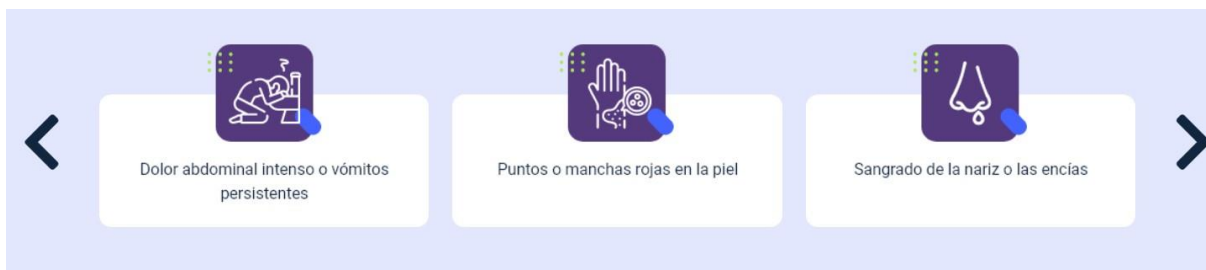 Dolor abdominal intenso o vómitos
persistentes
Puntos o manchas rojas en la piel
Sangrado de la nariz o las encías